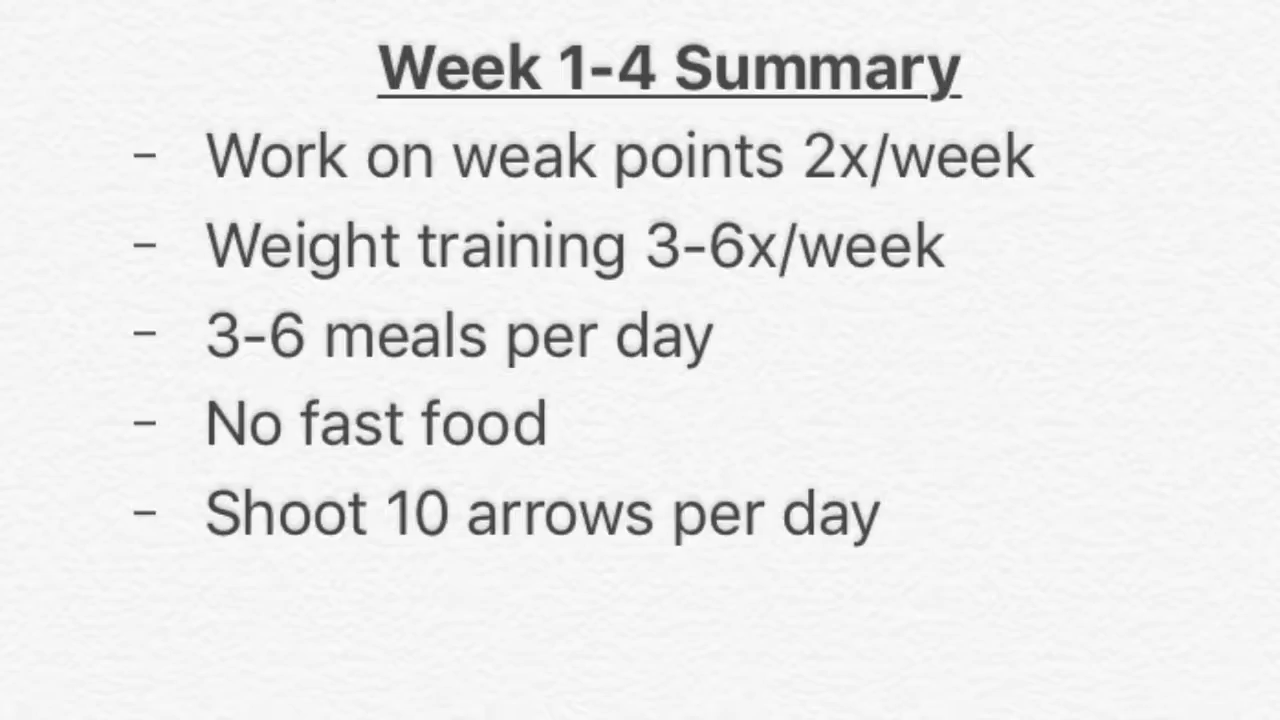 Week 1-4 Summary
- Work on weak points 2x/week
- Weight training 3-6x/week
- 3-6 meals per day
- No fast food
- Shoot 10 arrows per day